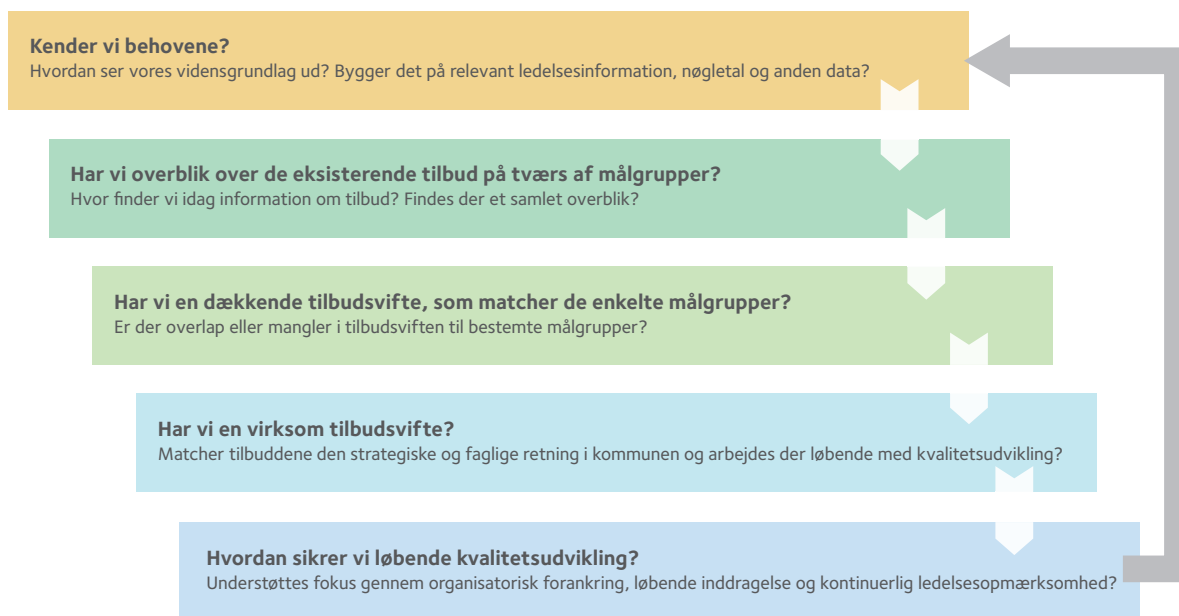 Kender vi behovene?
Hvordan ser vores vidensgrundlag ud? Bygger det på relevant ledelsesinformation, nøgletal og anden data?
Har vi overblik over de eksisterende tilbud på tværs af målgrupper?
Hvor finder vi idag information om tilbud? Findes der et samlet overblik?
Har vi en dækkende tilbudsvifte, som matcher de enkelte målgrupper?
Er der overlap eller mangler i tilbudsviften til bestemte målgrupper?
Har vi en virksom tilbudsvifte?
Matcher tilbuddene den strategiske og faglige retning i kommunen og arbejdes der løbende med kvalitetsudvikling?
Hvordan sikrer vi løbende kvalitetsudvikling?
Understøttes fokus gennem organisatorisk forankring, løbende inddragelse og kontinuerlig ledelsesopmærksomhed?